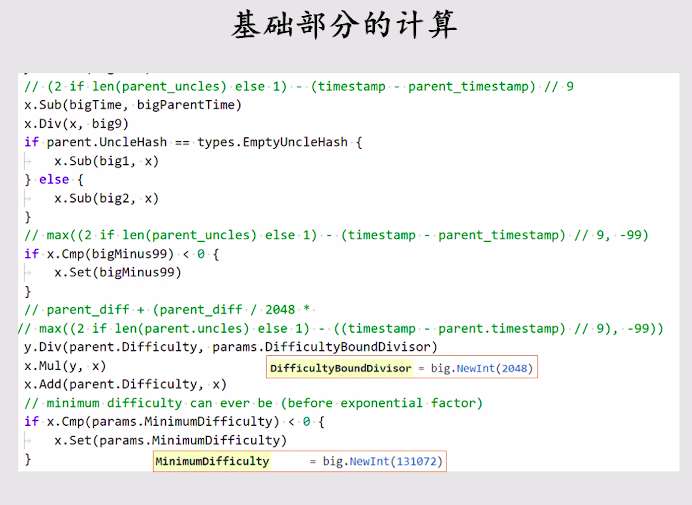 基础部分的计算
// (2 if len(parent_uncles) else 1) - (timestamp - parent_timestamp) // 9
x.Sub(bigTime, bigParentTime)
x.Div(x, big9)
if parent.UncleHash == types.EmptyUncleHash {
x.Sub(big1, x)
} else {
x.Sub(big2, x)
}
// max((2 if len(parent_uncles) else 1) - (timestamp - parent_timestamp) // 9, -99)
if x.Cmp(bigMinus99) < 0 {
x.Set(bigMinus99)
}
// parent_diff + (parent_diff / 2048 *
// max((2 if len(parent.uncles) else 1) - ((timestamp - parent.timestamp) // 9), -99))
y.Div(parent.Difficulty, params.DifficultyBoundDivisor)
x.Mul(y, x)
DifficultyBoundDivisor = big.NewInt(2048)
x.Add(parent.Difficulty, x)
// minimum difficulty can ever be (before exponential factor)
if x.Cmp(params.MinimumDifficulty) < 0 {
x.Set(params.MinimumDifficulty)
}
MinimumDifficulty = big.NewInt(131072)